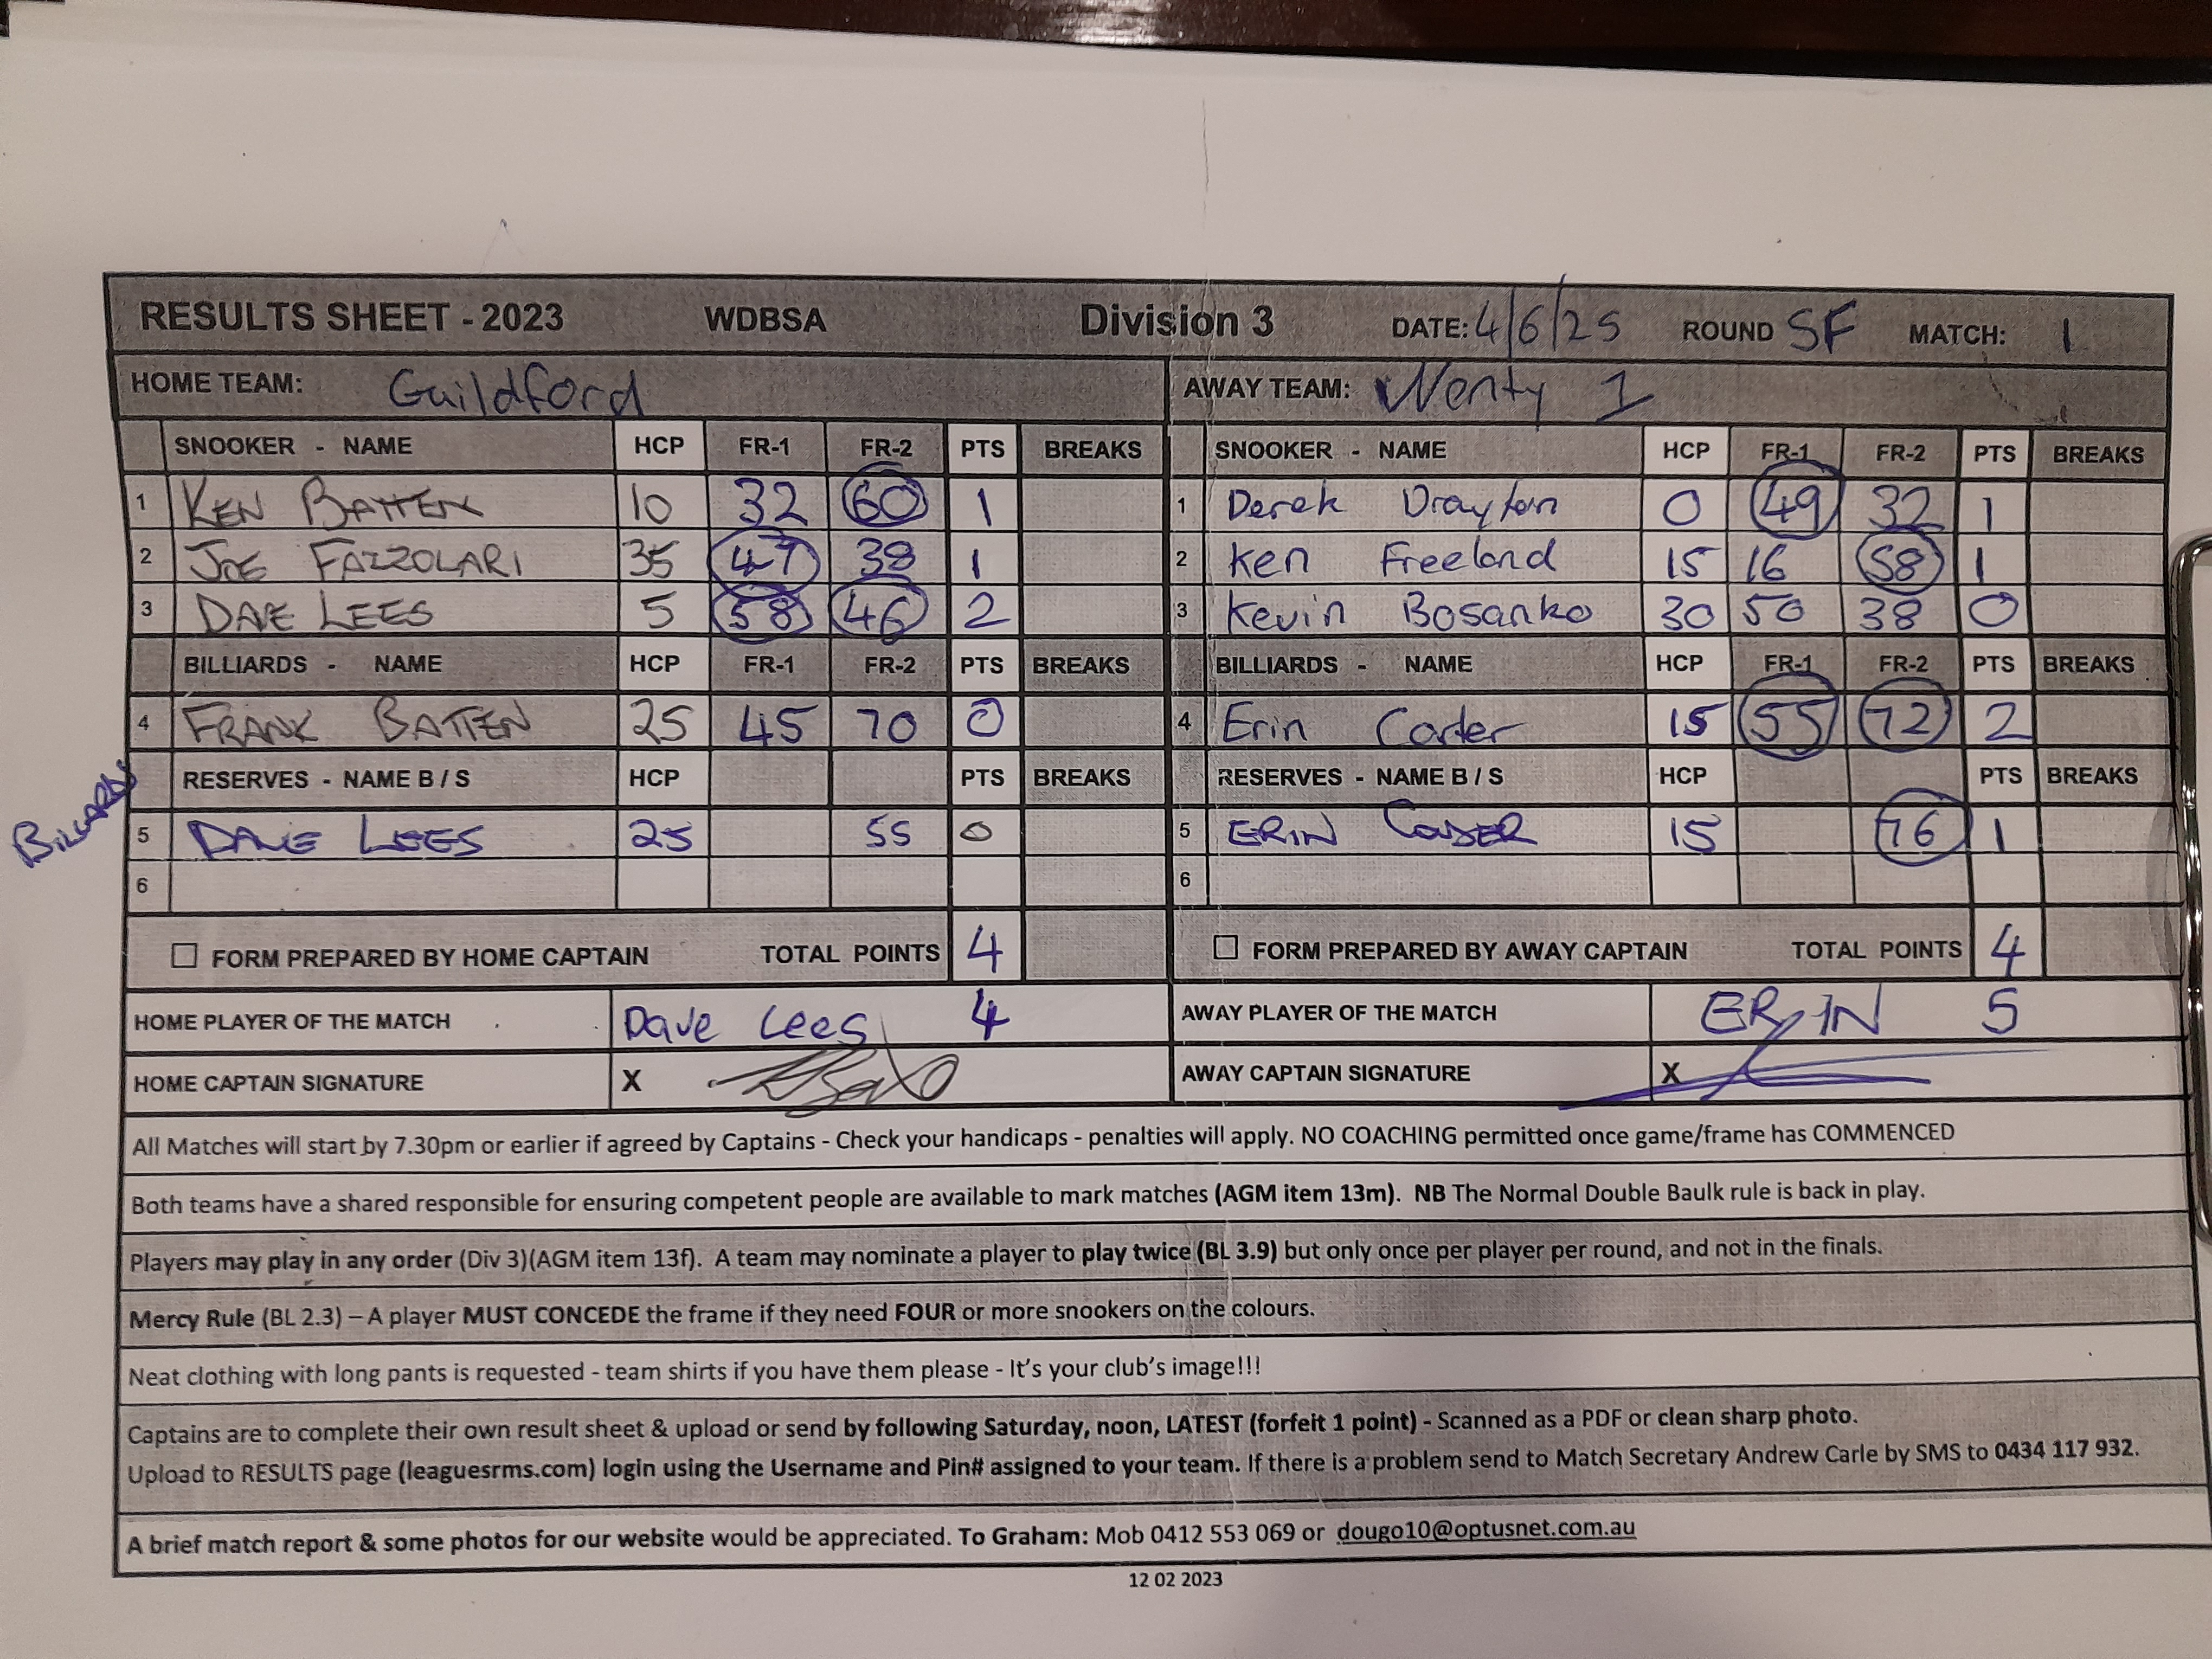 RESULTS SHEET - 2023 WDBSA Division 3 DATE: 4/6/25 ROUND SF MATCH: 1
HOME TEAM: Guildford AWAY TEAM: Wenty 1
SNOOKER - NAME HCP FR-1 FR-2 PTS BREAKS SNOOKER - NAME HCP FR-1 FR-2 PTS BREAKS
1 KEN BATTEN 10 32 60 1 1 Derek Drayton 0 49 32 1
2 JOE FAZZOLARI 35 47 38 1 2 Ken Freeland 15 16 58 1
3 DAVE LEES 5 58 46 2 3 Kevin Bosanko 30 50 38 0
BILLIARDS - NAME HCP FR-1 FR-2 PTS BREAKS BILLIARDS - NAME HCP FR-1 FR-2 PTS BREAKS
4 FRANK BATTEN 25 45 70 0 4 Erin Carter 15 55 72 2
RESERVES - NAME B / S HCP PTS BREAKS RESERVES - NAME B / S HCP PTS BREAKS
BILLIARDS 5 DAVE LEES 25 55 0 5 ERIN 15 76 1
6 6
FORM PREPARED BY HOME CAPTAIN TOTAL POINTS 4 FORM PREPARED BY AWAY CAPTAIN TOTAL POINTS 4
HOME PLAYER OF THE MATCH Dave Lees 4 AWAY PLAYER OF THE MATCH ERIN 5
HOME CAPTAIN SIGNATURE X AWAY CAPTAIN SIGNATURE X
All Matches will start by 7.30pm or earlier if agreed by Captains - Check your handicaps - penalties will apply. NO COACHING permitted once game/frame has COMMENCED
Both teams have a shared responsible for ensuring competent people are available to mark matches (AGM item 13m). NB The Normal Double Baulk rule is back in play.
Players may play in any order (Div 3)(AGM item 13f). A team may nominate a player to play twice (BL 3.9) but only once per player per round, and not in the finals.
Mercy Rule (BL 2.3) – A player MUST CONCEDE the frame if they need FOUR or more snookers on the colours.
Neat clothing with long pants is requested - team shirts if you have them please - It's your club's image!!!
Captains are to complete their own result sheet & upload or send by following Saturday, noon, LATEST (forfeit 1 point) - Scanned as a PDF or clean sharp photo.
Upload to RESULTS page (leaguesrms.com) login using the Username and Pin# assigned to your team. If there is a problem send to Match Secretary Andrew Carle by SMS to 0434 117 932.
A brief match report & some photos for our website would be appreciated. To Graham: Mob 0412 553 069 or dougo10@optusnet.com.au
12 02 2023